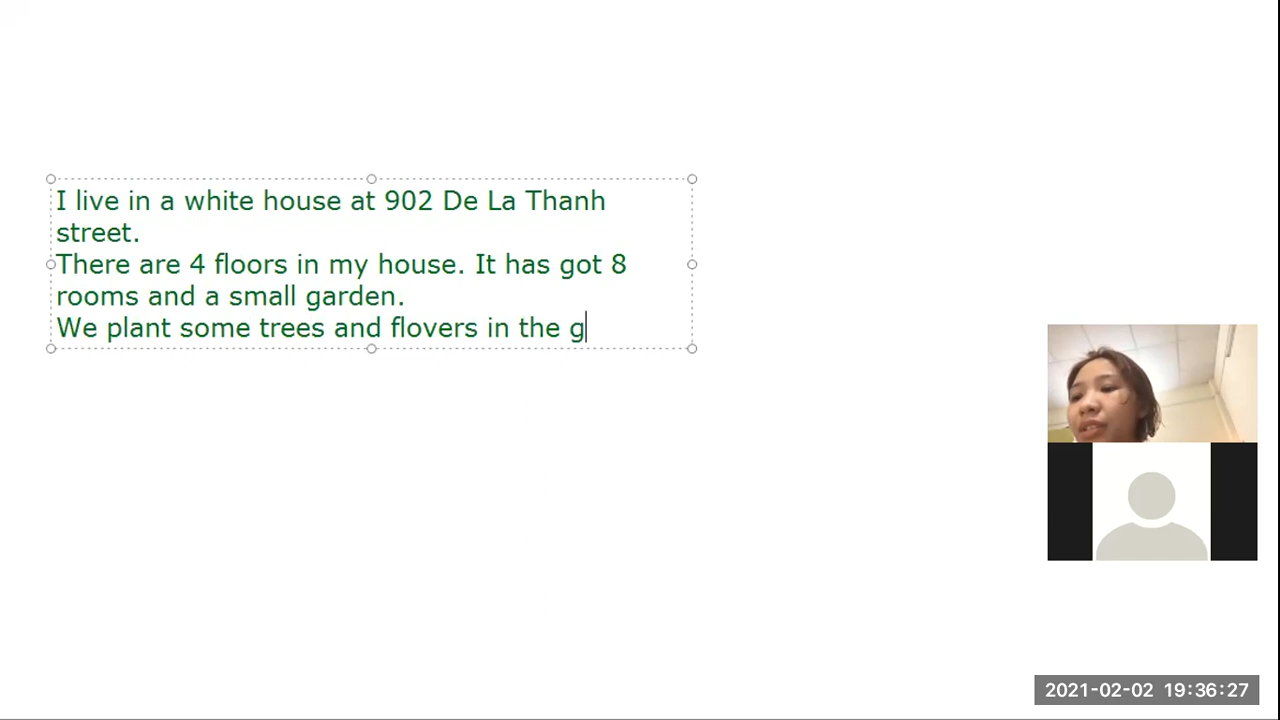 I live in a white house at 902 De La Thanh
street.
There are 4 floors in my house. It has got 8
rooms and a small garden.
We plant some trees and flovers in the g
2021-02-02 19:36:27